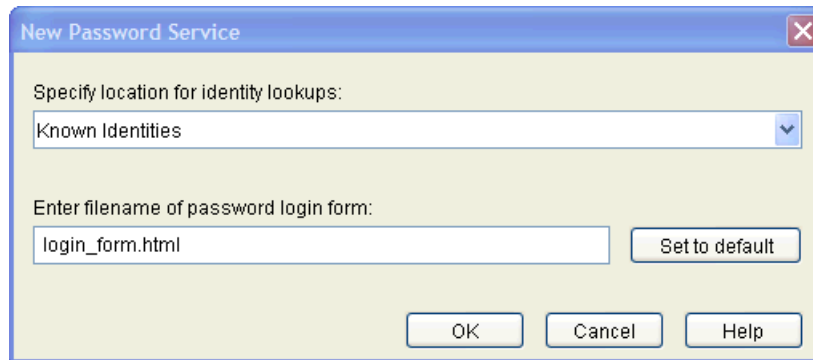 New Password Service
Specify location for identity lookups:
Known Identities
Enter filename of password login form:
login_form.html
Set to default
OK Cancel Help